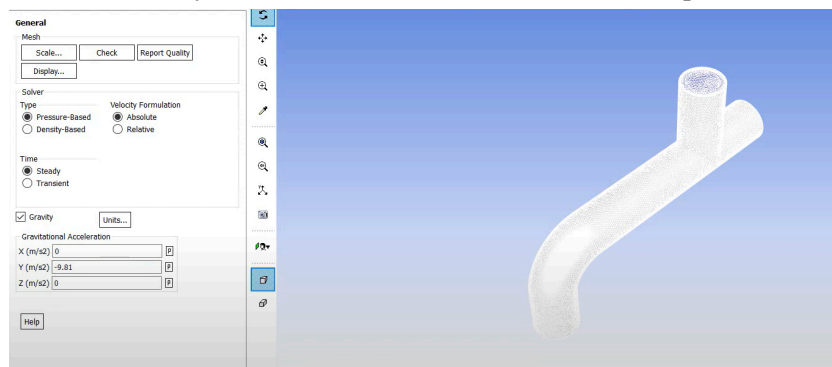 General
Mesh
Scale... Check Report Quality
Display...
Solver
Type Velocity Formulation
Pressure-Based Absolute
Density-Based Relative
Time
Steady
Transient
Gravity Units...
Gravitational Acceleration
X (m/s2) 0 P
Y (m/s2) -9.81 P
Z (m/s2) 0 P
Help